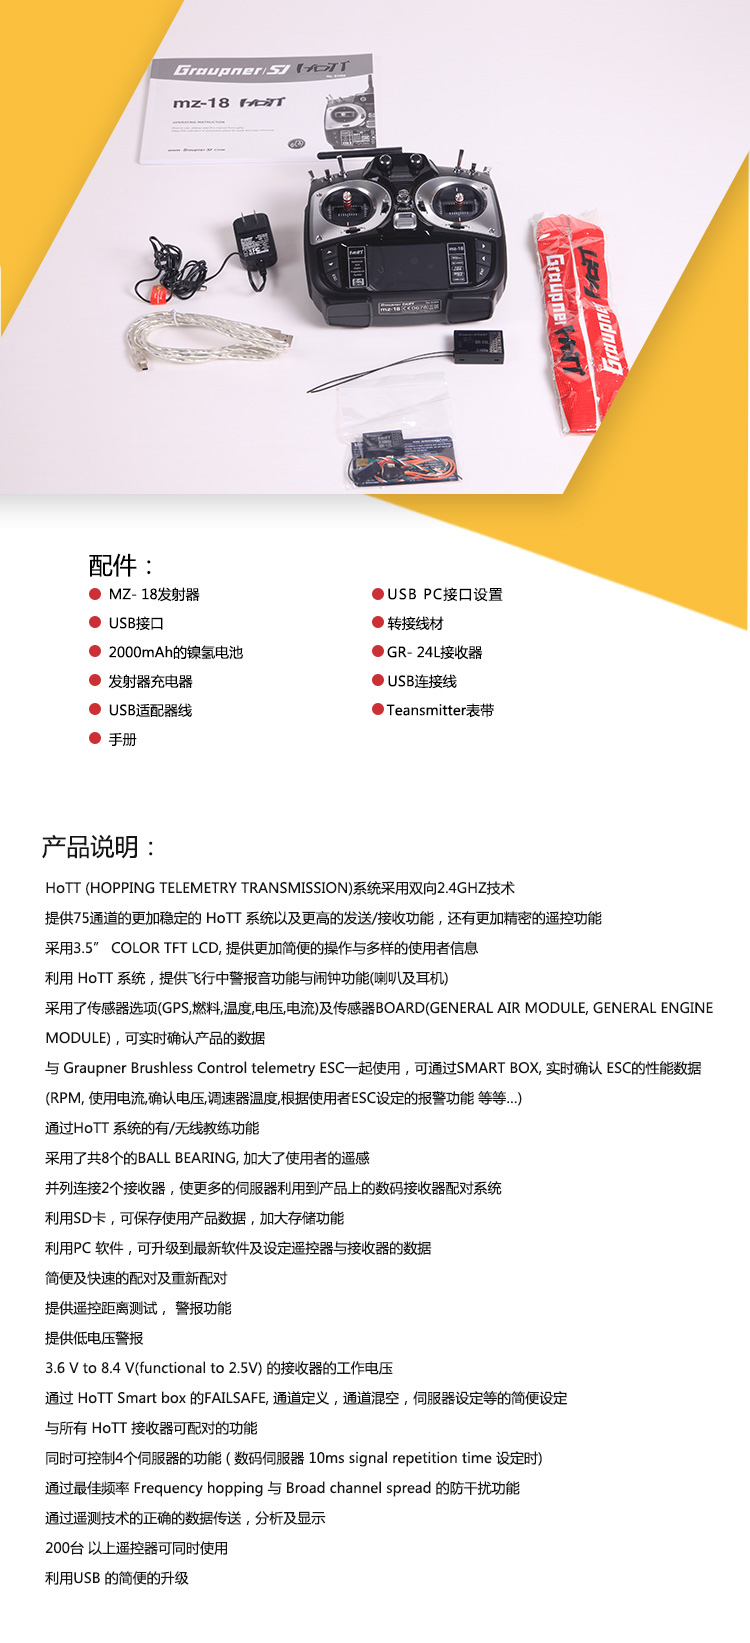 Graupner/SJ HoTT
mz-18 HoTT
OPERATING INSTRUCTION
mz-18
mz-18 CE0678
Graupner HoTT
Graupner HoTT
配件：
MZ- 18发射器
USB PC接口设置
USB接口
转接线材
2000mAh的镍氢电池
GR- 24L接收器
发射器充电器
USB连接线
USB适配器线
Teansmitter表带
手册
产品说明：
HoTT (HOPPING TELEMETRY TRANSMISSION)系统采用双向2.4GHZ技术
提供75通道的更加稳定的 HoTT 系统以及更高的发送/接收功能，还有更加精密的遥控功能
采用3.5” COLOR TFT LCD, 提供更加简便的操作与多样的使用者信息
利用 HoTT 系统，提供飞行中警报音功能与闹钟功能(喇叭及耳机)
采用了传感器选项(GPS,燃料,温度,电压,电流)及传感器BOARD(GENERAL AIR MODULE, GENERAL ENGINE
MODULE)，可实时确认产品的数据
与 Graupner Brushless Control telemetry ESC一起使用，可通过SMART BOX, 实时确认 ESC的性能数据
(RPM, 使用电流,确认电压,调速器温度,根据使用者ESC设定的报警功能 等等...)
通过HoTT 系统的有/无线教练功能
采用了共8个的BALL BEARING, 加大了使用者的遥感
并列连接2个接收器，使更多的伺服器利用到产品上的数码接收器配对系统
利用SD卡，可保存使用产品数据，加大存储功能
利用PC 软件，可升级到最新软件及设定遥控器与接收器的数据
简便及快速的配对及重新配对
提供遥控距离测试， 警报功能
提供低电压警报
3.6 V to 8.4 V(functional to 2.5V) 的接收器的工作电压
通过 HoTT Smart box 的FAILSAFE, 通道定义，通道混空，伺服器设定等的简便设定
与所有 HoTT 接收器可配对的功能
同时可控制4个伺服器的功能 ( 数码伺服器 10ms signal repetition time 设定时)
通过最佳频率 Frequency hopping 与 Broad channel spread 的防干扰功能
通过遥测技术的正确的数据传送，分析及显示
200台 以上遥控器可同时使用
利用USB 的简便的升级